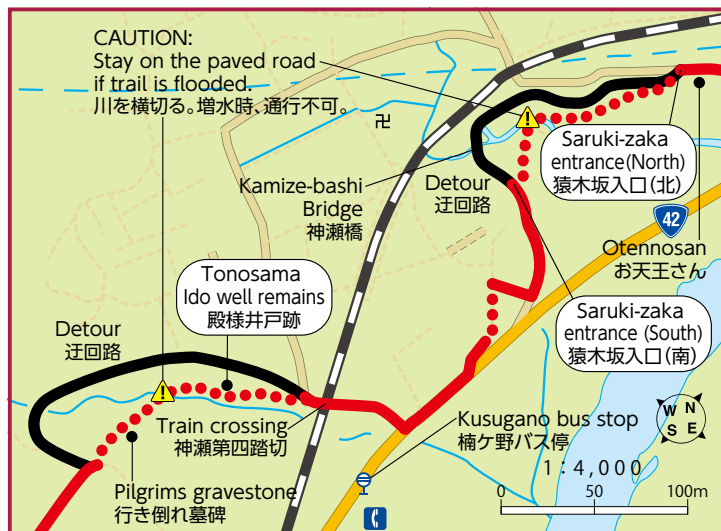 CAUTION:
Stay on the paved road
if trail is flooded.
川を横切る。増水時、通行不可。
卍
Saruki-zaka
entrance(North)
猿木坂入口(北)
Kamize-bashi
Bridge
神瀬橋
Detour
迂回路
42
Otennosan
お天王さん
Tonosama
Ido well remains
殿様井戸跡
Saruki-zaka
entrance (South)
猿木坂入口(南)
Detour
迂回路
Train crossing
神瀬第四踏切
Kusugano bus stop
楠ケ野バス停
W N
S E
1:4,000
0 50 100m
Pilgrims gravestone
行き倒れ墓碑